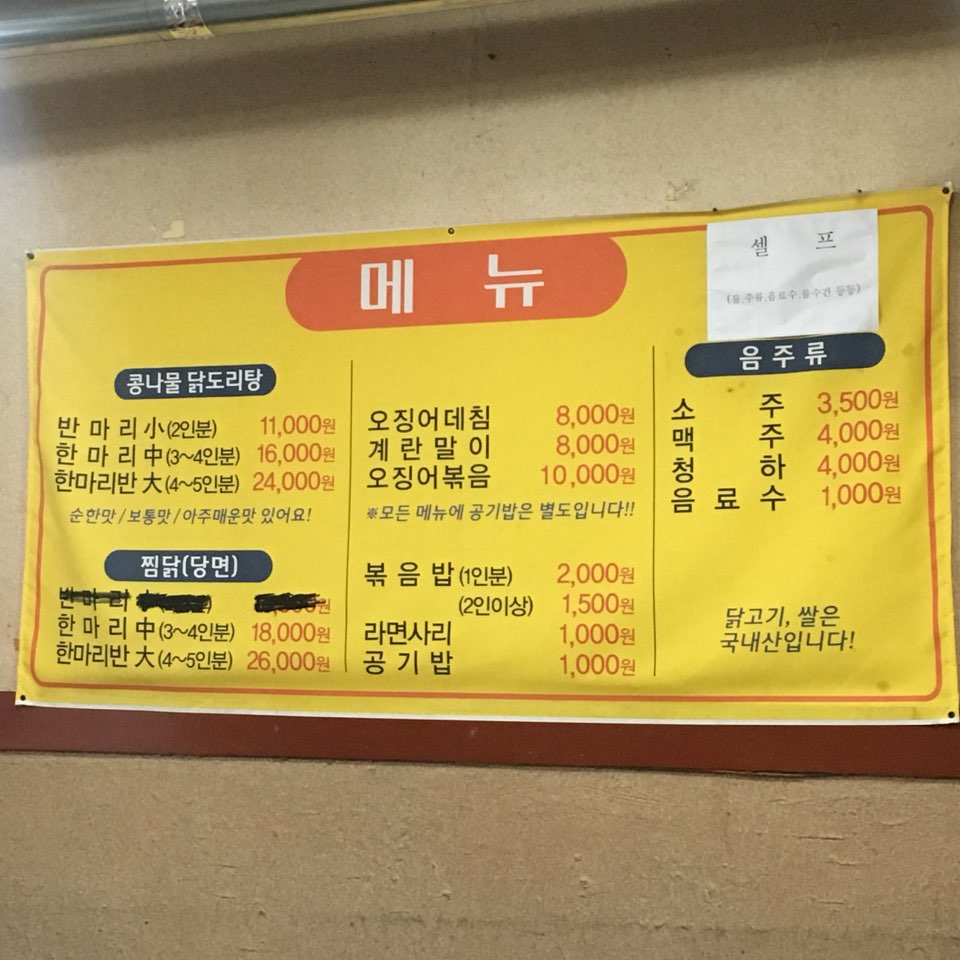 메 뉴
셀 프
(물,주류,음료수,물수건 등등)
콩나물 닭도리탕
반 마 리 小 (2인분) 11,000원
한 마 리 中 (3~4인분) 16,000원
한마리반 大 (4~5인분) 24,000원
순한맛 / 보통맛 / 아주매운맛 있어요!
찜닭(당면)
반 마 리
한 마 리 中 (3~4인분) 18,000원
한마리반 大 (4~5인분) 26,000원
오징어데침 8,000원
계 란 말 이 8,000원
오징어볶음 10,000원
※모든 메뉴에 공기밥은 별도입니다!!
볶 음 밥 (1인분) 2,000원
(2인이상) 1,500원
라면사리 1,000원
공 기 밥 1,000원
음 주 류
소 주 3,500원
맥 주 4,000원
청 하 4,000원
음 료 수 1,000원
닭고기, 쌀은
국내산입니다!